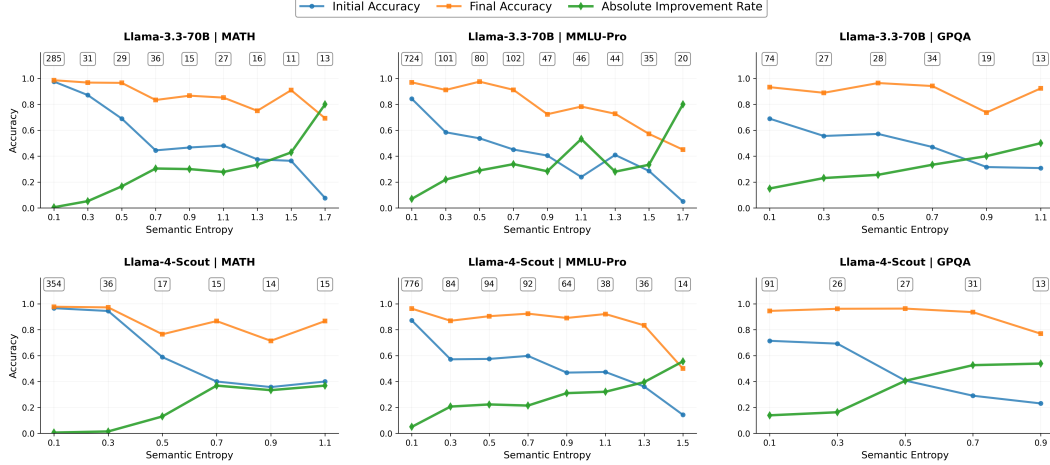 Initial Accuracy Final Accuracy Absolute Improvement Rate
Llama-3.3-70B | MATH
285 31 29 36 15 27 16 11 13
1.0
0.8
0.6
0.4
0.2
0.0
Accuracy
0.1 0.3 0.5 0.7 0.9 1.1 1.3 1.5 1.7
Semantic Entropy
Llama-3.3-70B | MMLU-Pro
724 101 80 102 47 46 44 35 20
1.0
0.8
0.6
0.4
0.2
0.0
0.1 0.3 0.5 0.7 0.9 1.1 1.3 1.5 1.7
Semantic Entropy
Llama-3.3-70B | GPQA
74 27 28 34 19 13
1.0
0.8
0.6
0.4
0.2
0.0
0.1 0.3 0.5 0.7 0.9 1.1
Semantic Entropy
Llama-4-Scout | MATH
354 36 17 15 14 15
1.0
0.8
0.6
0.4
0.2
0.0
Accuracy
0.1 0.3 0.5 0.7 0.9 1.1
Semantic Entropy
Llama-4-Scout | MMLU-Pro
776 84 94 92 64 38 36 14
1.0
0.8
0.6
0.4
0.2
0.0
0.1 0.3 0.5 0.7 0.9 1.1 1.3 1.5
Semantic Entropy
Llama-4-Scout | GPQA
91 26 27 31 13
1.0
0.8
0.6
0.4
0.2
0.0
0.1 0.3 0.5 0.7 0.9
Semantic Entropy